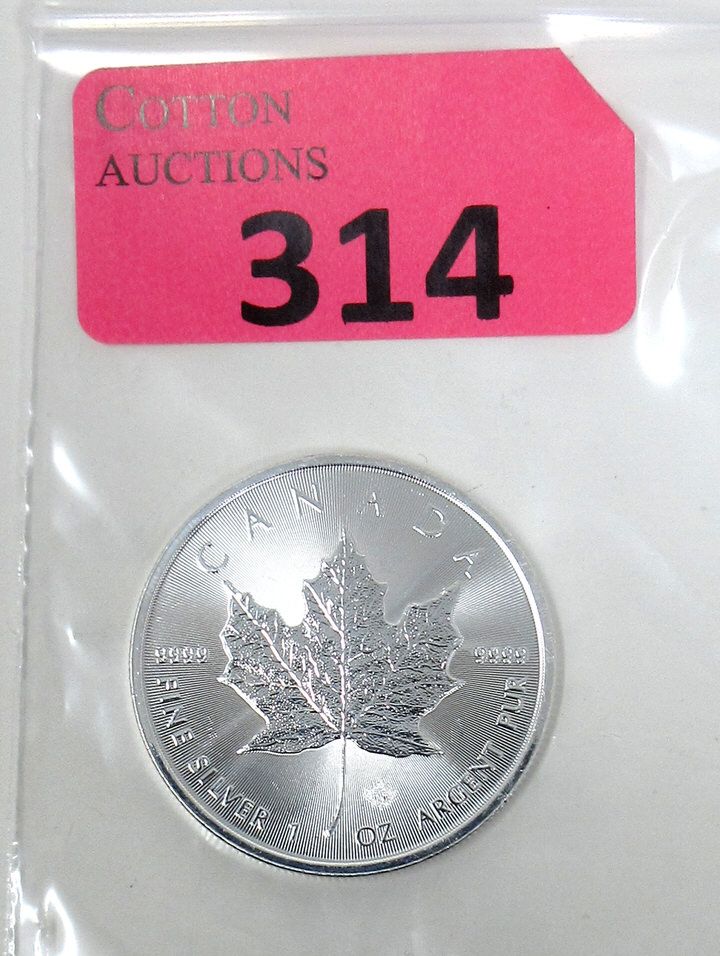 COTTON
AUCTIONS
314
CANADA
9999 9999
FINE SILVER 1 OZ ARGENT PUR